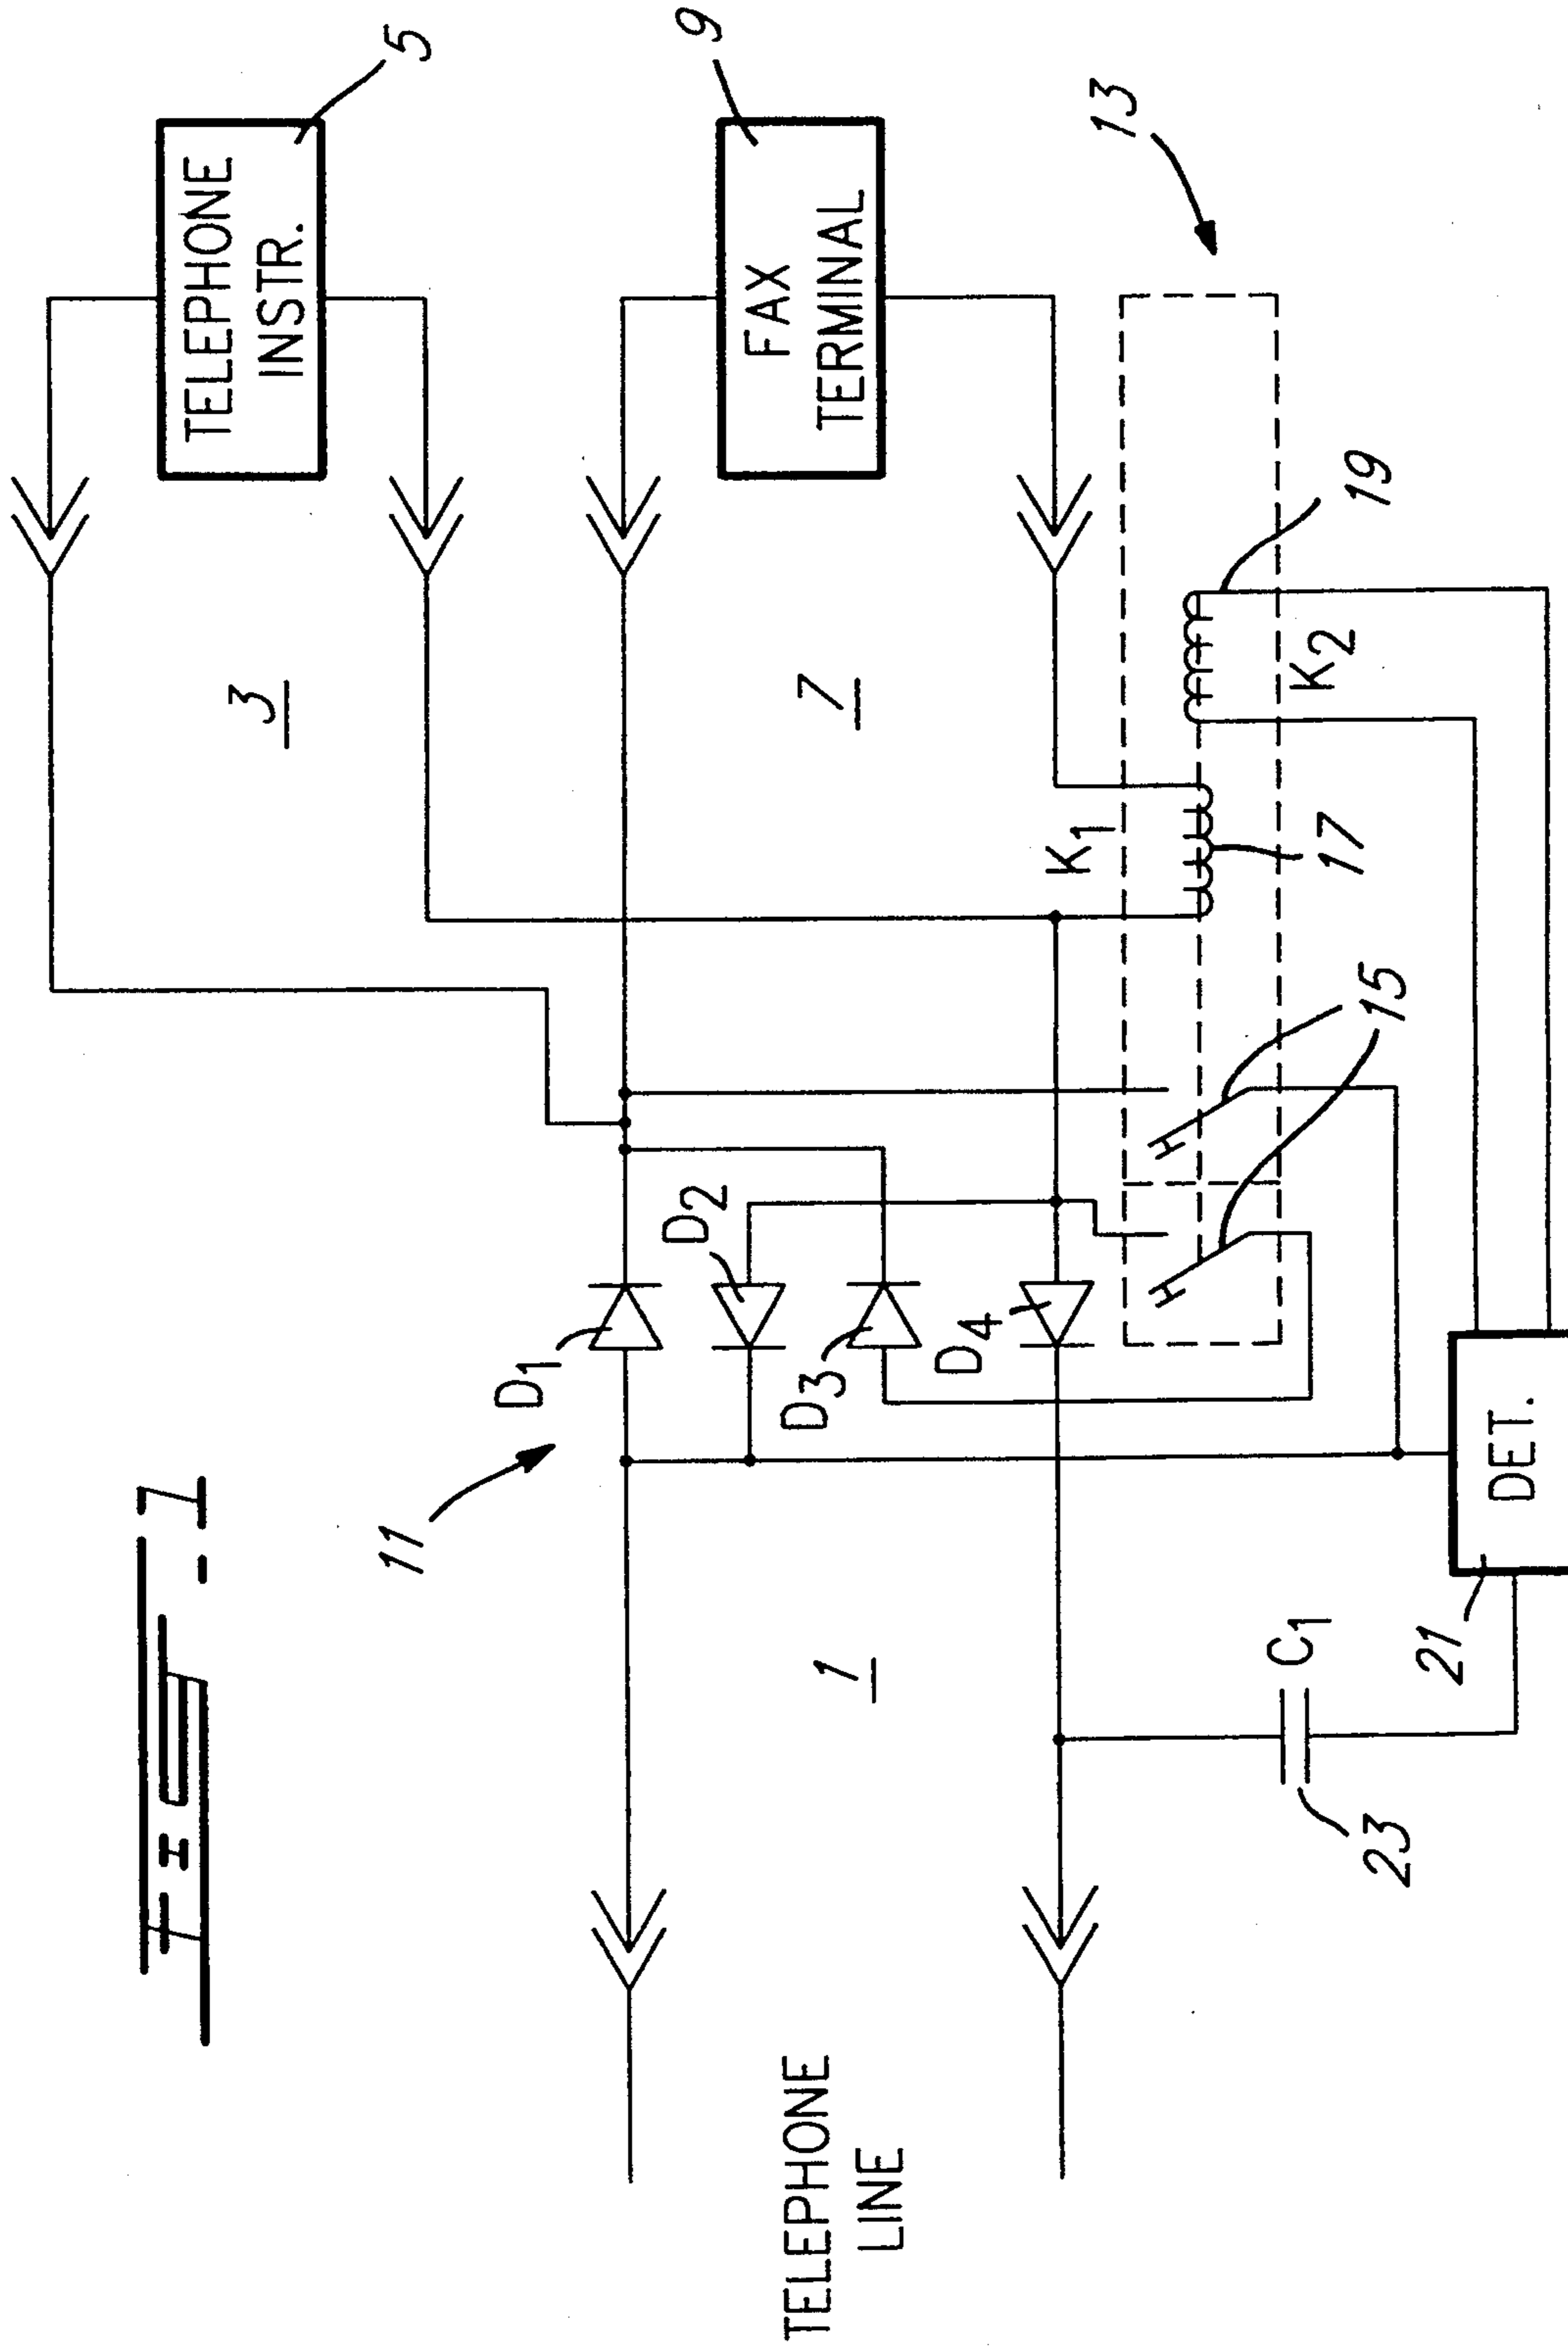 Fig-1
TELEPHONE
INSTR.
5
3
FAX
TERMINAL
9
7
13
11
D1
D2
D3
D4
K1
17
K2
19
15
1
TELEPHONE
LINE
C1
23
21
DET.